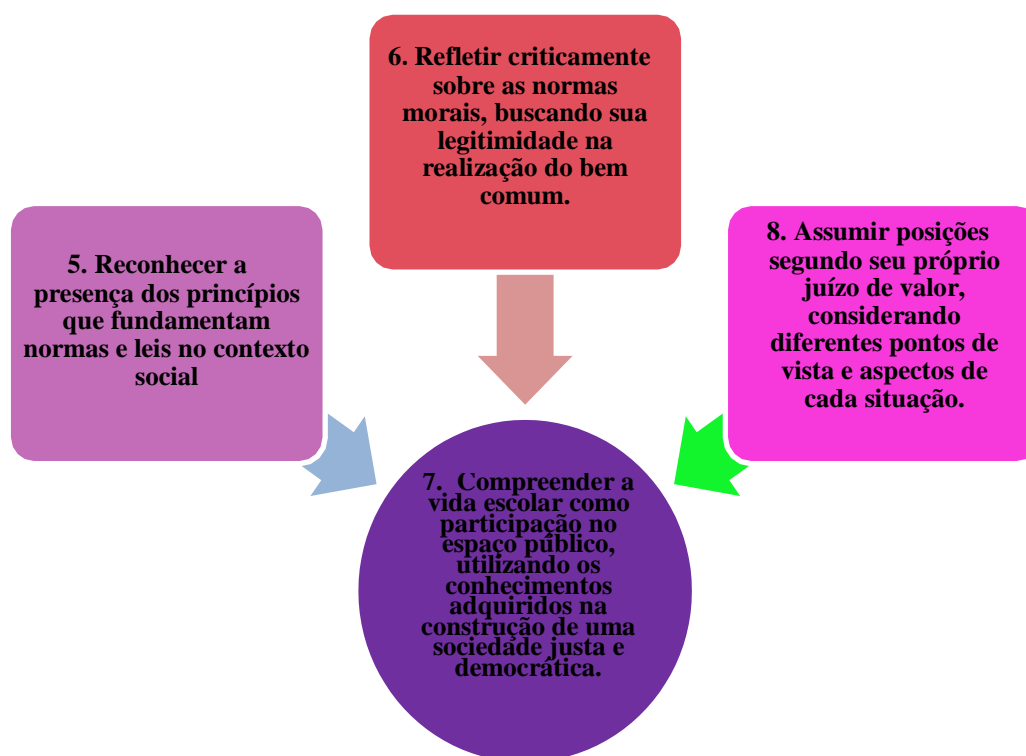 6. Refletir criticamente
sobre as normas
morais, buscando sua
legitimidade na
realização do bem
comum.
5. Reconhecer a
presença dos princípios
que fundamentam
normas e leis no contexto
social
8. Assumir posições
segundo seu próprio
juízo de valor,
considerando
diferentes pontos de
vista e aspectos de
cada situação.
7. Compreender a
vida escolar como
participação no
espaço público,
utilizando os
conhecimentos
adquiridos na
construção de uma
sociedade justa e
democrática.